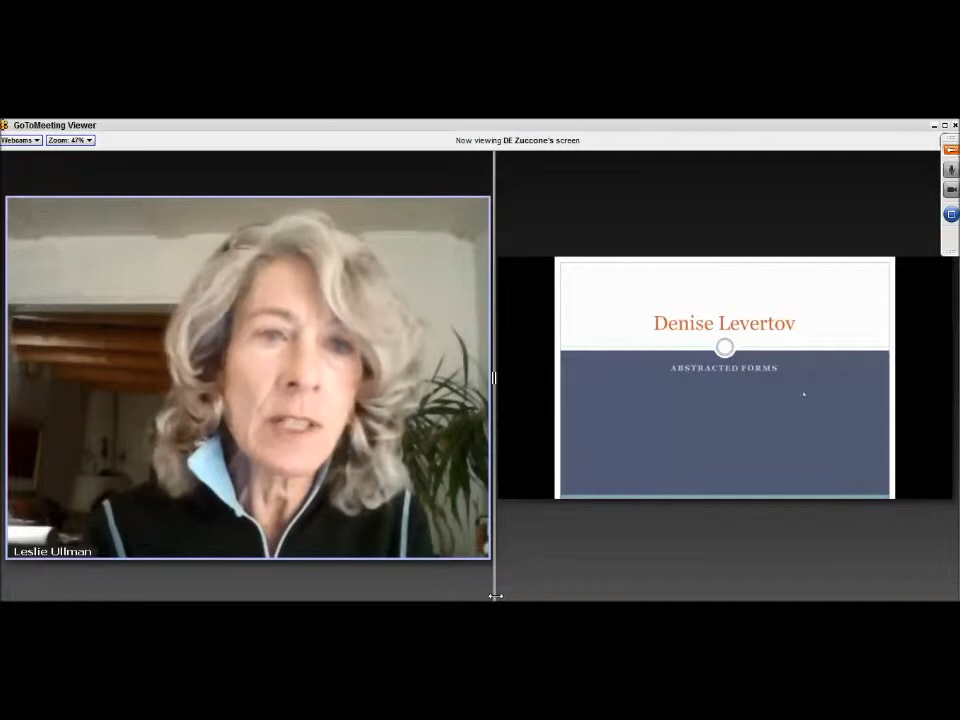 GoToMeeting Viewer
Webcams
Zoom: 47%
Now viewing DE Zuccone's screen
Leslie Ullman
Denise Levertov
ABSTRACTED FORMS